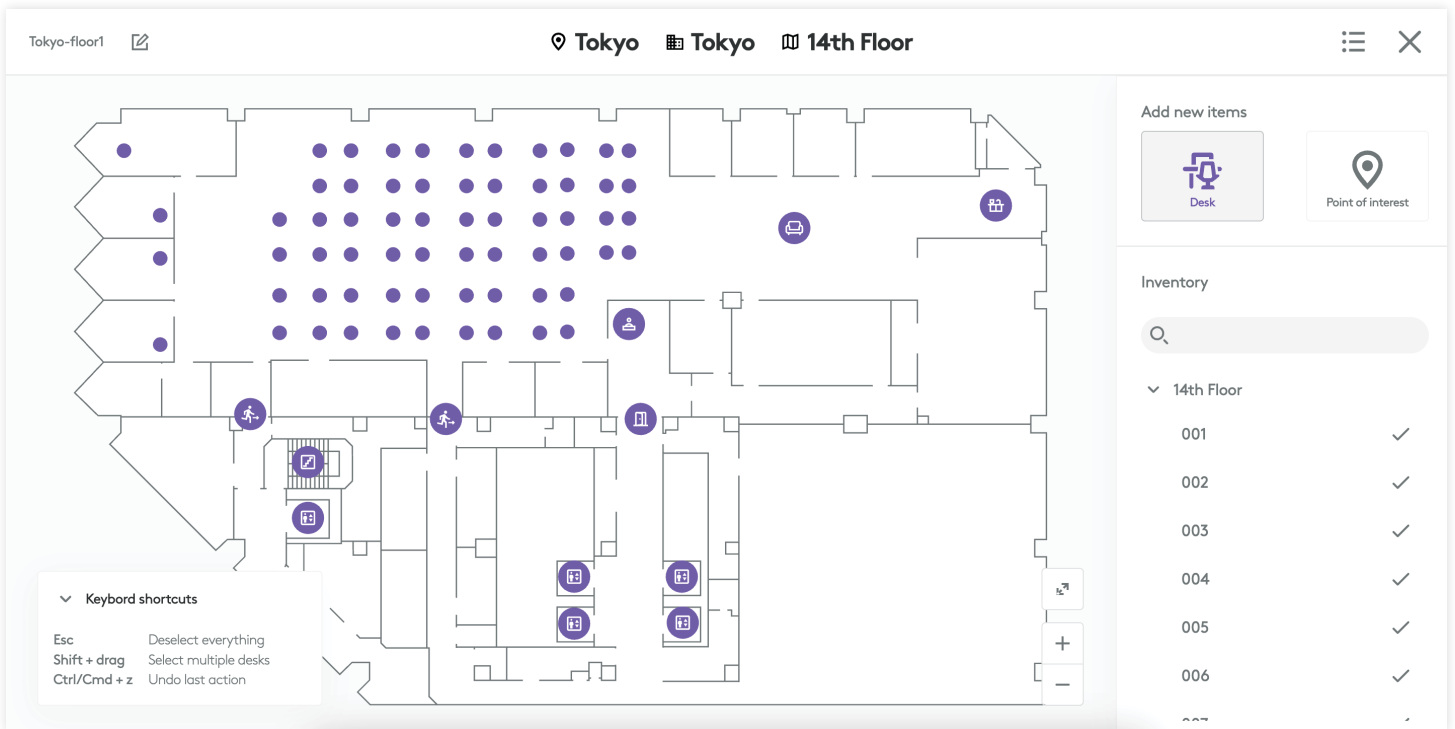 Tokyo-floor1
Tokyo
Tokyo
14th Floor
Add new items
Desk
Point of interest
Inventory
14th Floor
001
002
003
004
005
006
Keybord shortcuts
Esc Deselect everything
Shift + drag Select multiple desks
Ctrl/Cmd + z Undo last action